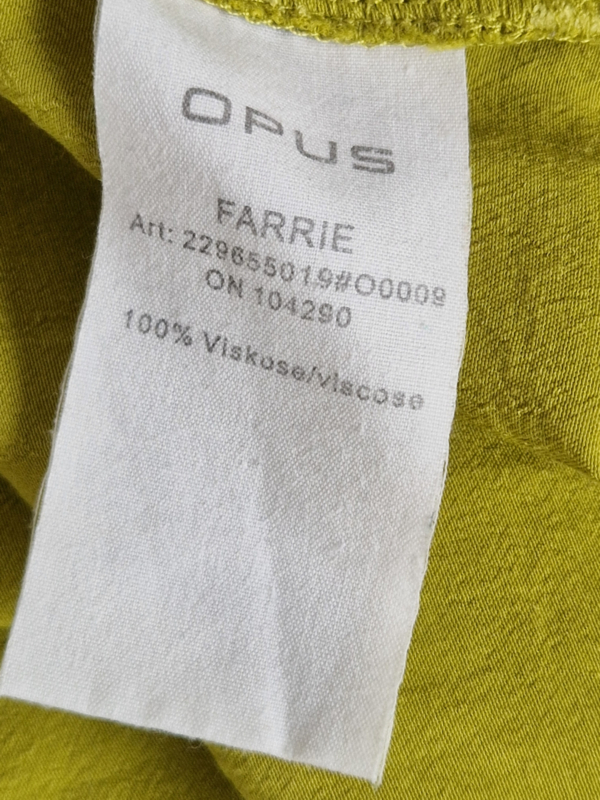 OPUS
FARRIE
Art: 229655019#O0009
ON 104290
100% Viskose/viscose